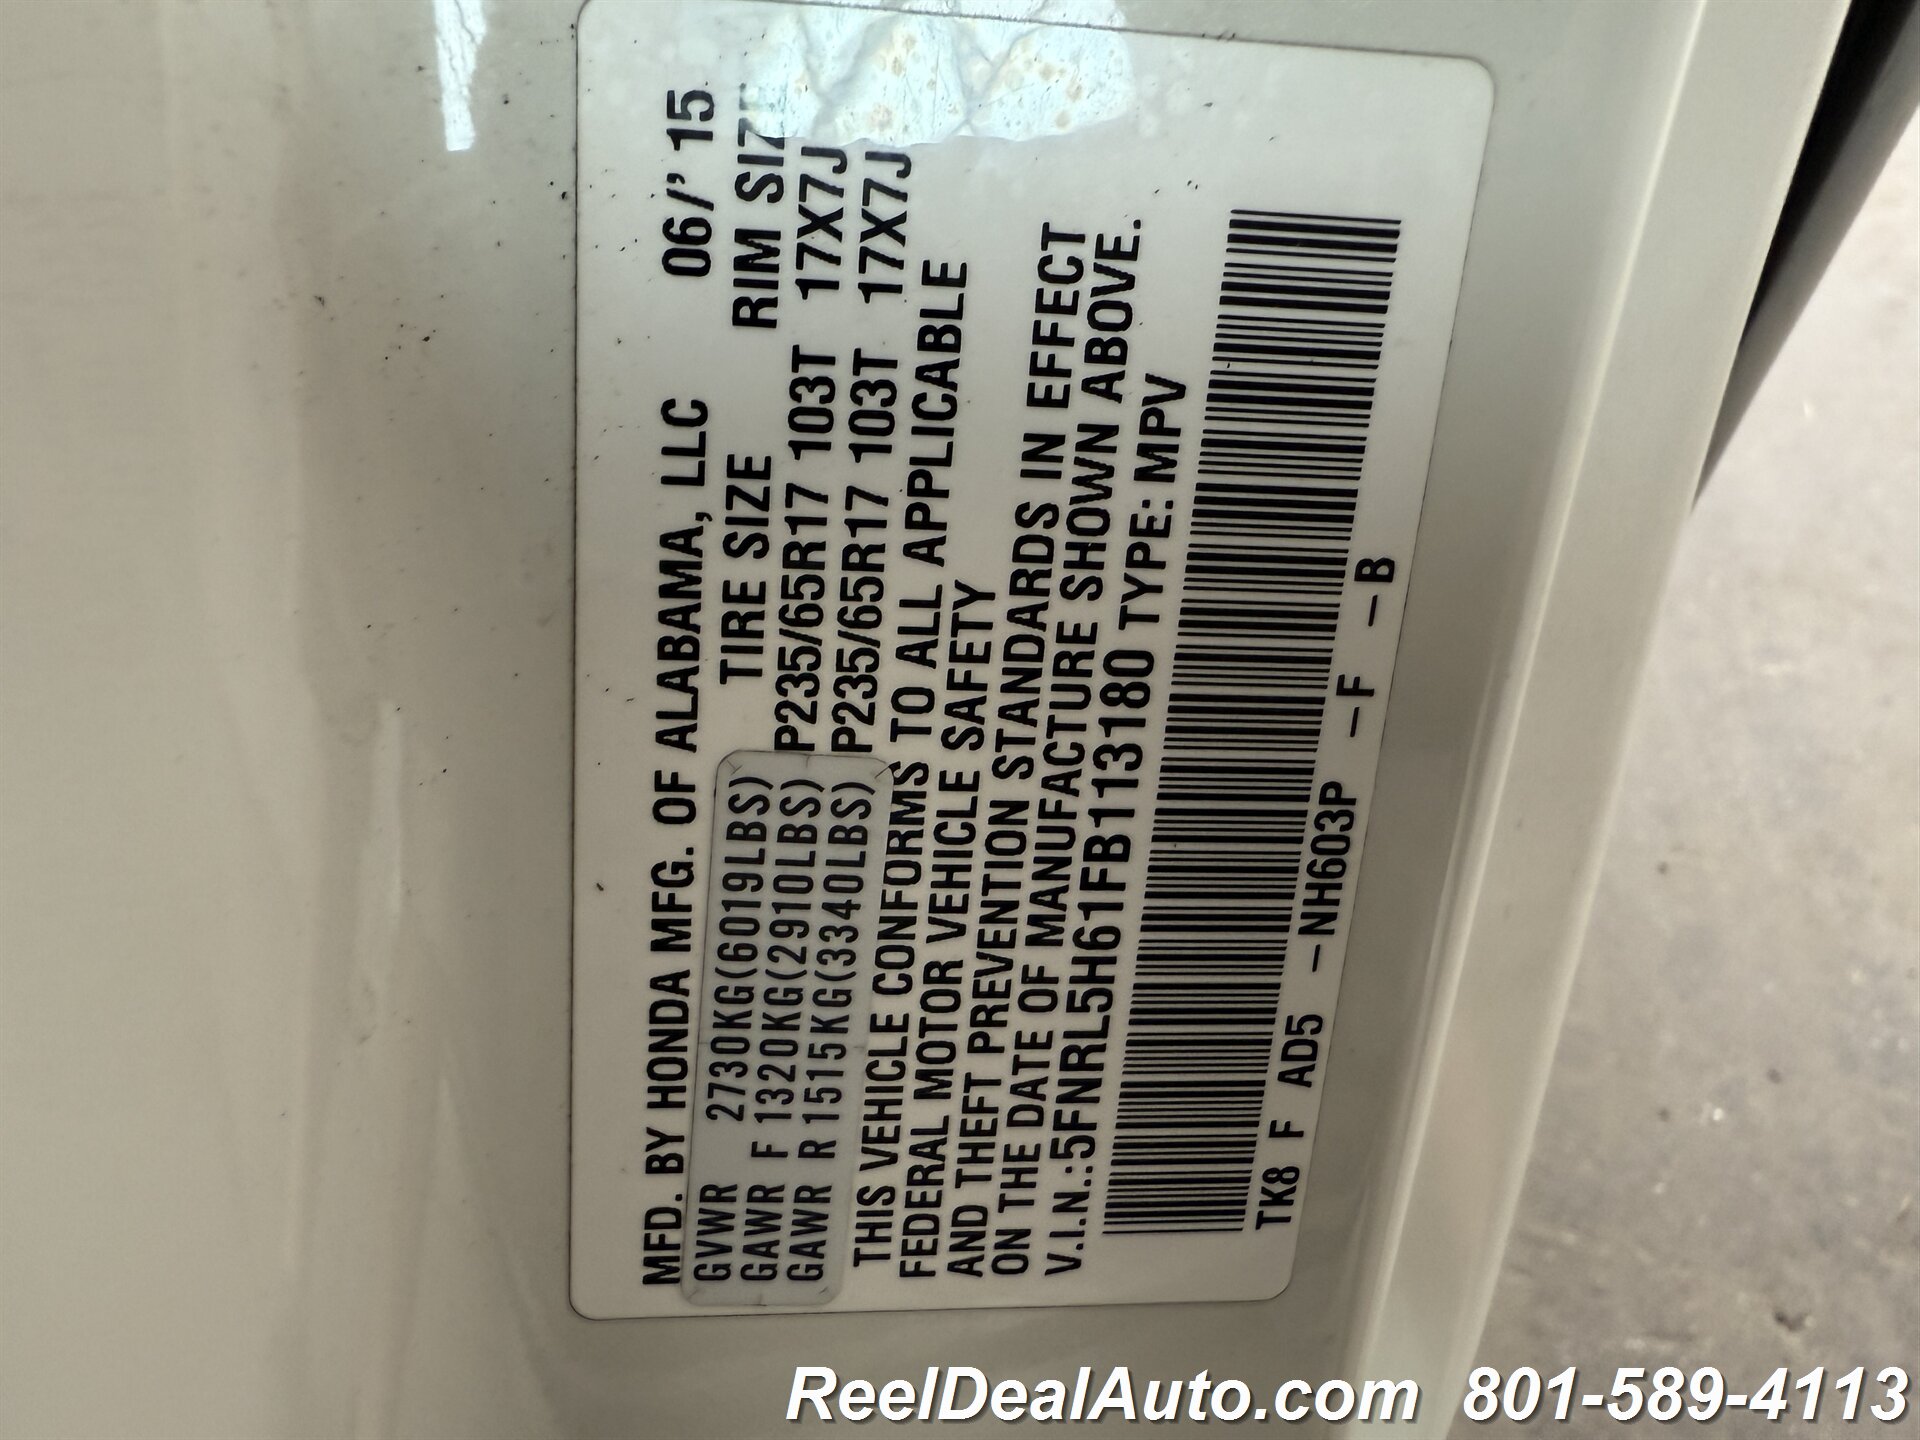 MFD. BY HONDA MFG. OF ALABAMA, LLC 06/'15
TIRE SIZE RIM SIZE
GVWR 2730KG(6019LBS)
GAWR F 1320KG(2910LBS) P235/65R17 103T 17X7J
GAWR R 1515KG(3340LBS) P235/65R17 103T 17X7J
THIS VEHICLE CONFORMS TO ALL APPLICABLE
FEDERAL MOTOR VEHICLE SAFETY
AND THEFT PREVENTION STANDARDS IN EFFECT
ON THE DATE OF MANUFACTURE SHOWN ABOVE.
V.I.N.:5FNRL5H61FB113180 TYPE:MPV
TK8 F AD5 -NH603P -F -B
ReelDealAuto.com 801-589-4113